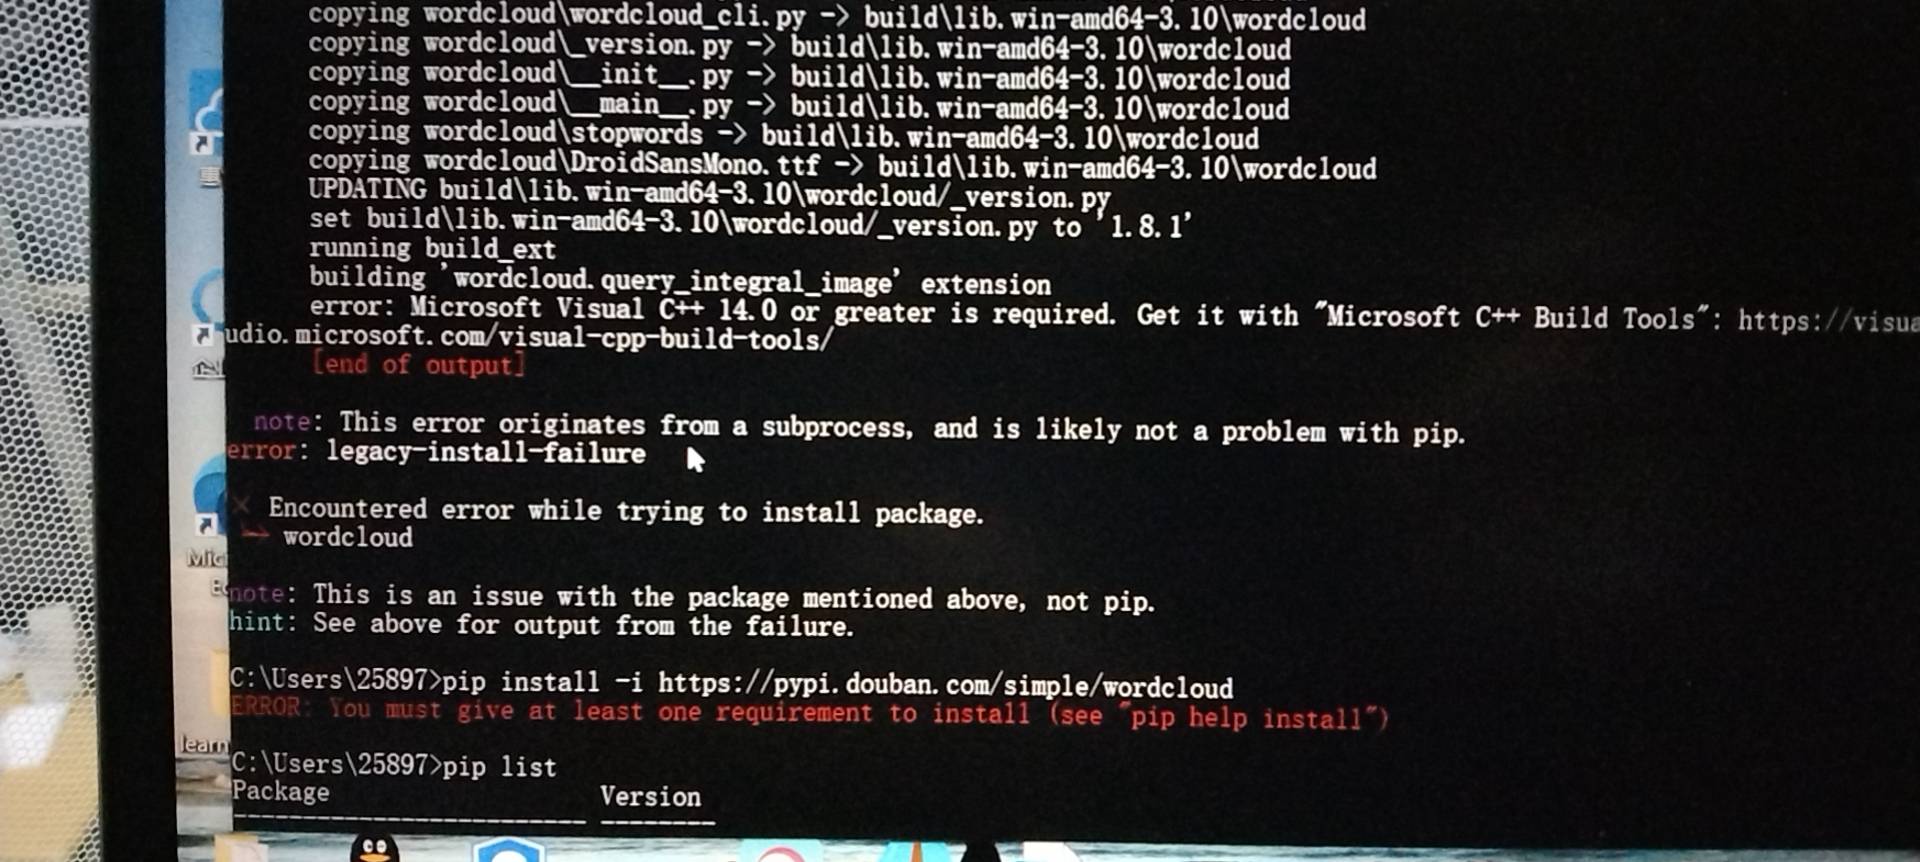 copying wordcloud\wordcloud_cli.py -> build\lib.win-amd64-3.10\wordcloud
copying wordcloud\_version.py -> build\lib.win-amd64-3.10\wordcloud
copying wordcloud\__init__.py -> build\lib.win-amd64-3.10\wordcloud
copying wordcloud\__main__.py -> build\lib.win-amd64-3.10\wordcloud
copying wordcloud\stopwords -> build\lib.win-amd64-3.10\wordcloud
copying wordcloud\DroidSansMono.ttf -> build\lib.win-amd64-3.10\wordcloud
UPDATING build\lib.win-amd64-3.10\wordcloud/_version.py
set build\lib.win-amd64-3.10\wordcloud/_version.py to '1.8.1'
running build_ext
building 'wordcloud.query_integral_image' extension
error: Microsoft Visual C++ 14.0 or greater is required. Get it with "Microsoft C++ Build Tools": https://visua
udio.microsoft.com/visual-cpp-build-tools/
[end of output]
note: This error originates from a subprocess, and is likely not a problem with pip.
error: legacy-install-failure
× Encountered error while trying to install package.
wordcloud
note: This is an issue with the package mentioned above, not pip.
hint: See above for output from the failure.
C:\Users\25897>pip install -i https://pypi.douban.com/simple/wordcloud
ERROR: You must give at least one requirement to install (see "pip help install")
C:\Users\25897>pip list
Package Version
----------------------- --------
Mic
learn